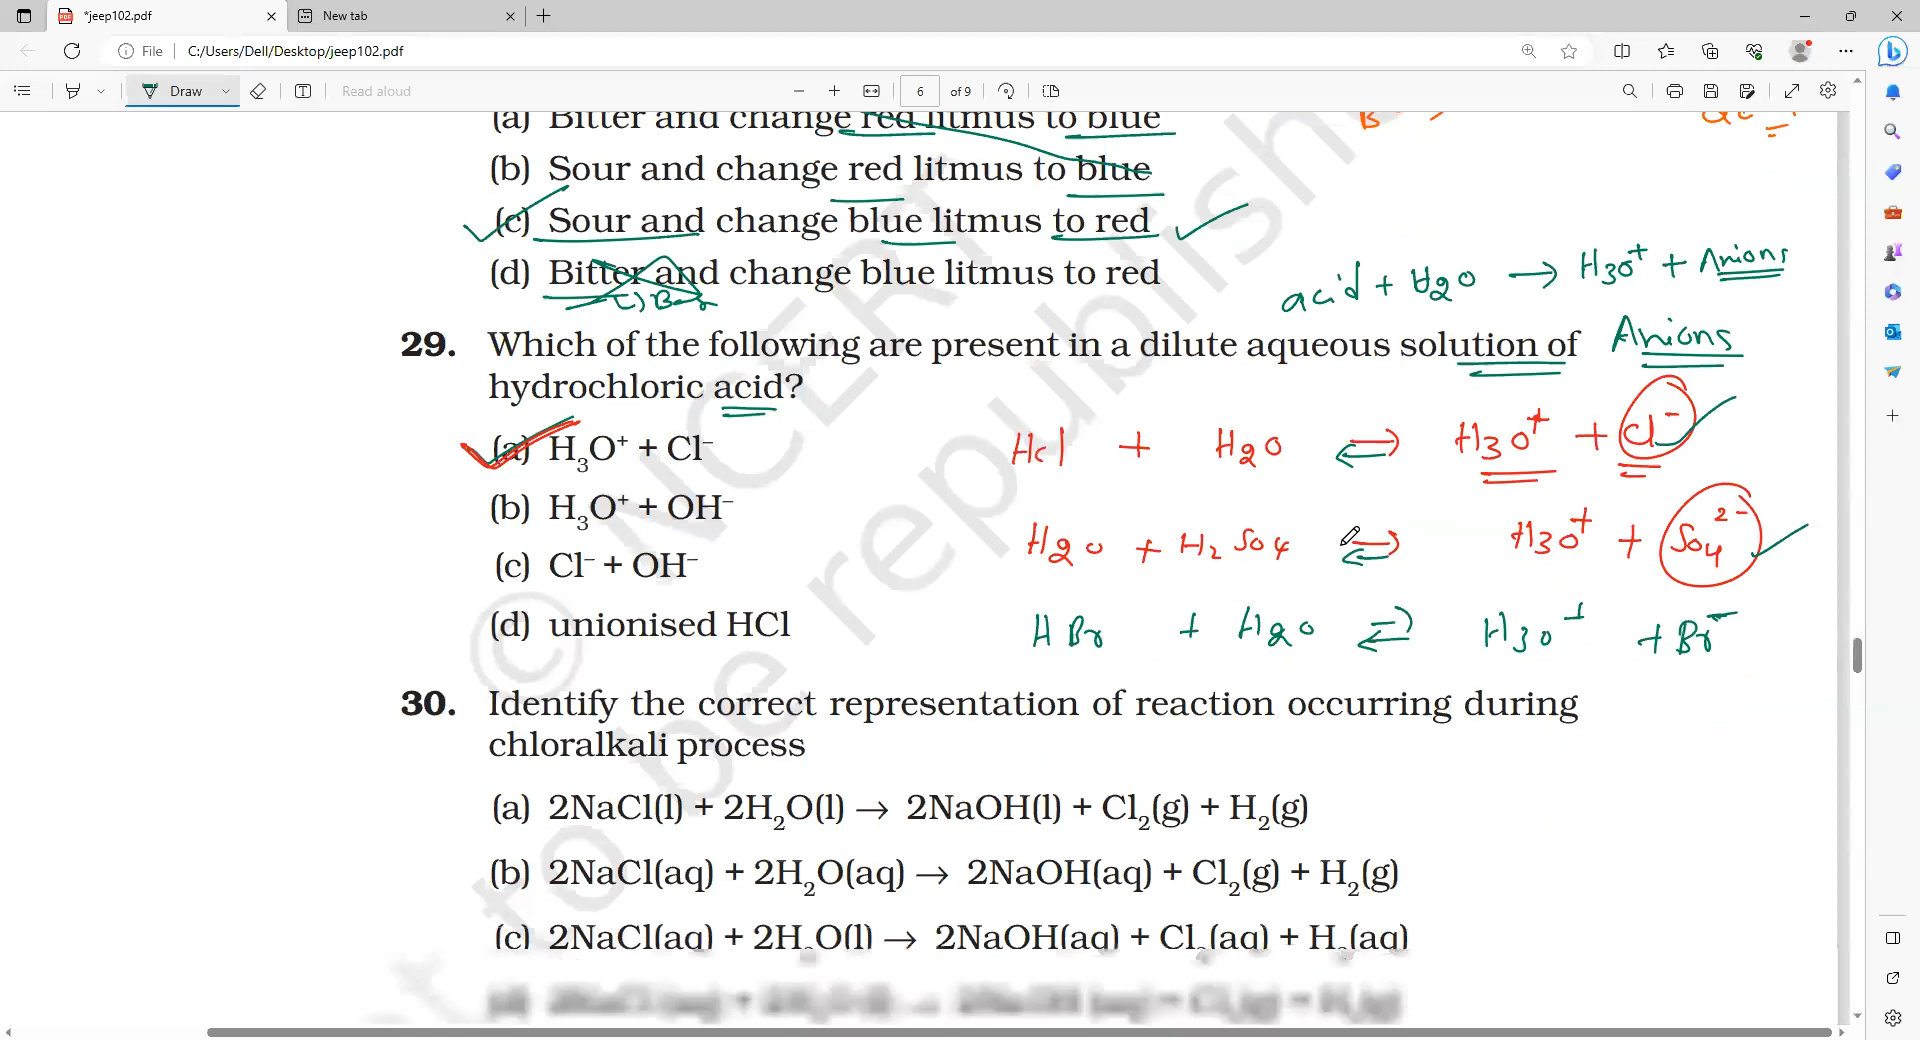 *jeep102.pdf
New tab
File
C:/Users/Dell/Desktop/jeep102.pdf
Draw
Read aloud
6 of 9
(a) Bitter and change red litmus to blue
(b) Sour and change red litmus to blue
(c) Sour and change blue litmus to red
(d) Bitter and change blue litmus to red
acid + H2O → H3O+ + Anions
29. Which of the following are present in a dilute aqueous solution of
Anions
hydrochloric acid?
(a) H₃O⁺ + Cl⁻
HCl + H2O ⇌ H3O+ + Cl-
(b) H₃O⁺ + OH⁻
H2O + H2SO4 ⇌ H3O+ + SO4 2-
(c) Cl⁻ + OH⁻
(d) unionised HCl
HBr + H2O ⇌ H3O+ + Br-
30. Identify the correct representation of reaction occurring during
chloralkali process
(a) 2NaCl(l) + 2H₂O(l) → 2NaOH(l) + Cl₂(g) + H₂(g)
(b) 2NaCl(aq) + 2H₂O(aq) → 2NaOH(aq) + Cl₂(g) + H₂(g)
(c) 2NaCl(aq) + 2H₂O(l) → 2NaOH(aq) + Cl₂(aq) + H₂(aq)
© NCERT
to be republishe